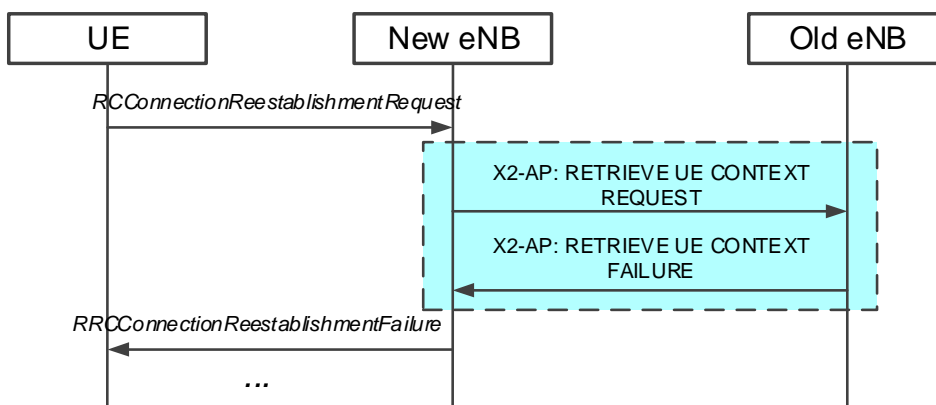 UE New eNB Old eNB
RCConnectionReestablishmentRequest
X2-AP: RETRIEVE UE CONTEXT
REQUEST
X2-AP: RETRIEVE UE CONTEXT
FAILURE
RRCConnectionReestablishmentFailure
...